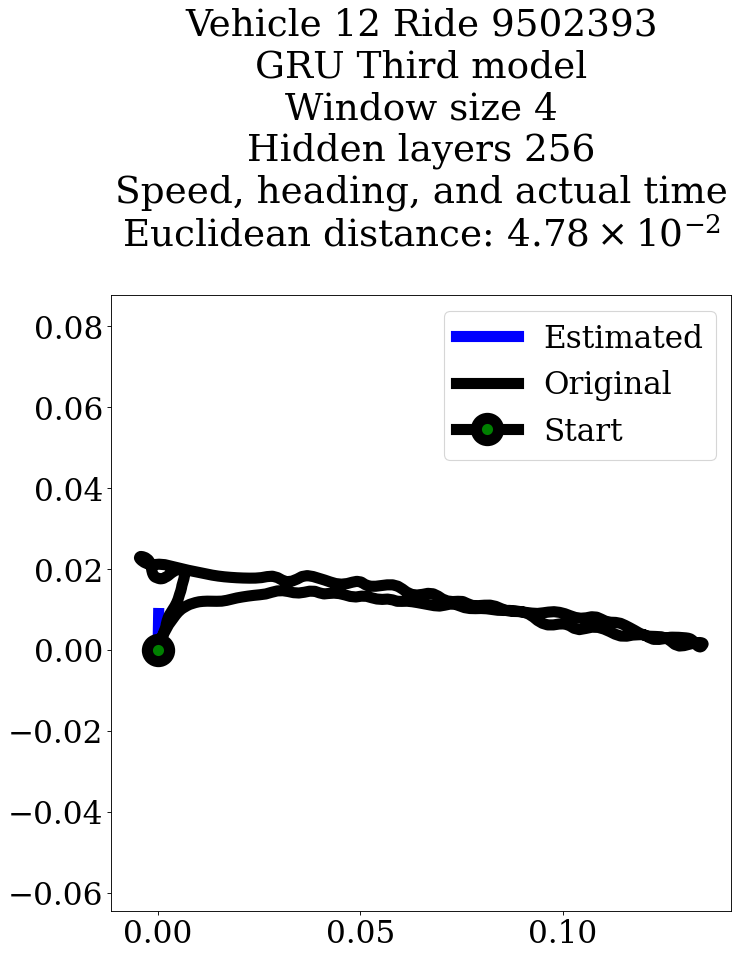 Vehicle 12 Ride 9502393
GRU Third model
Window size 4
Hidden layers 256
Speed, heading, and actual time
Euclidean distance: 4.78 × 10⁻²
Estimated
Original
Start
0.08
0.06
0.04
0.02
0.00
−0.02
−0.04
−0.06
0.00 0.05 0.10